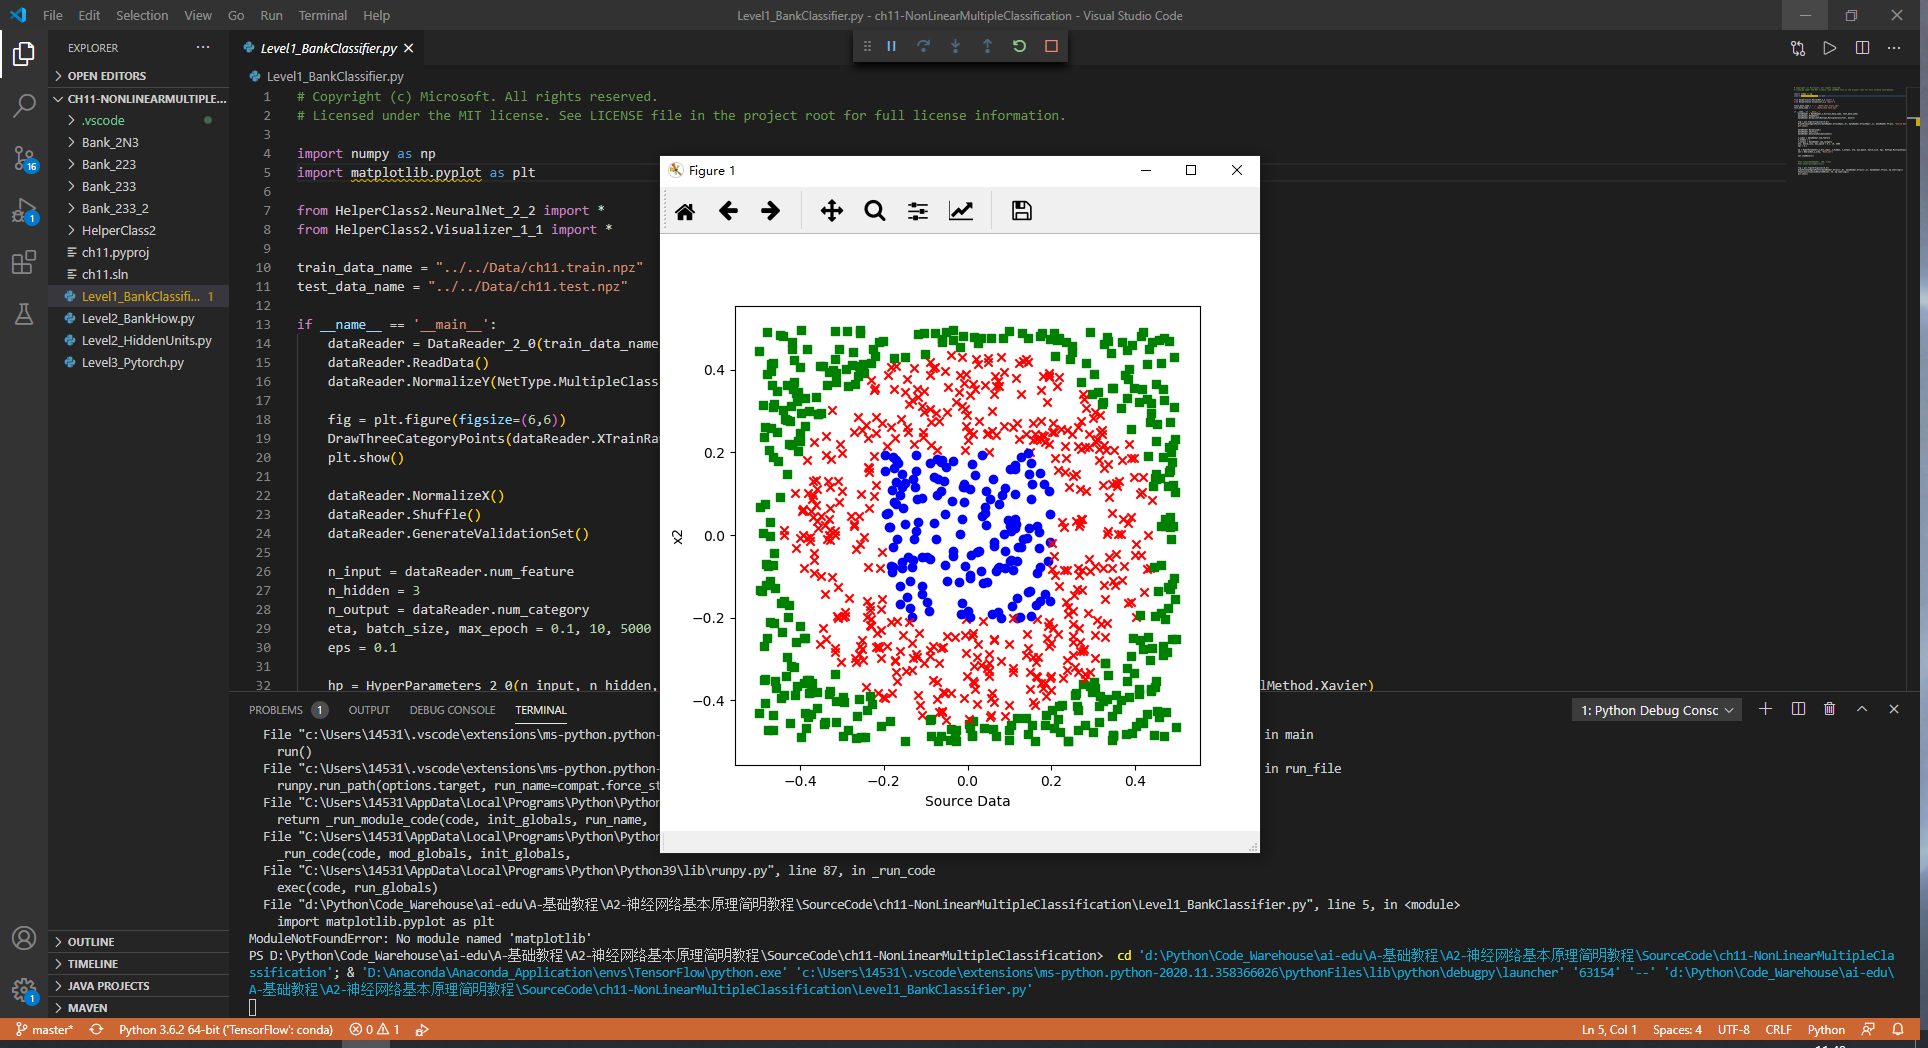 File Edit Selection View Go Run Terminal Help
Level1_BankClassifier.py - ch11-NonLinearMultipleClassification - Visual Studio Code
EXPLORER
OPEN EDITORS
CH11-NONLINEARMULTIPLE...
.vscode
Bank_2N3
Bank_223
Bank_233
Bank_233_2
HelperClass2
ch11.pyproj
ch11.sln
Level1_BankClassifi... 1
Level2_BankHow.py
Level2_HiddenUnits.py
Level3_Pytorch.py
16
1
1
OUTLINE
TIMELINE
JAVA PROJECTS
MAVEN
Level1_BankClassifier.py
Level1_BankClassifier.py
1 # Copyright (c) Microsoft. All rights reserved.
2 # Licensed under the MIT license. See LICENSE file in the project root for full license information.
3
4 import numpy as np
5 import matplotlib.pyplot as plt
6
7 from HelperClass2.NeuralNet_2_2 import *
8 from HelperClass2.Visualizer_1_1 import *
9
10 train_data_name = "../../Data/ch11.train.npz"
11 test_data_name = "../../Data/ch11.test.npz"
12
13 if __name__ == '__main__':
14 dataReader = DataReader_2_0(train_data_name
15 dataReader.ReadData()
16 dataReader.NormalizeY(NetType.MultipleClass
17
18 fig = plt.figure(figsize=(6,6))
19 DrawThreeCategoryPoints(dataReader.XTrainRa
20 plt.show()
21
22 dataReader.NormalizeX()
23 dataReader.Shuffle()
24 dataReader.GenerateValidationSet()
25
26 n_input = dataReader.num_feature
27 n_hidden = 3
28 n_output = dataReader.num_category
29 eta, batch_size, max_epoch = 0.1, 10, 5000
30 eps = 0.1
31
32 hp = HyperParameters_2_0(n_input, n_hidden, lMethod.Xavier)
Figure 1
0.4
0.2
0.0
−0.2
−0.4
x2
−0.4 −0.2 0.0 0.2 0.4
Source Data
PROBLEMS 1 OUTPUT DEBUG CONSOLE TERMINAL
1: Python Debug Consc
File "c:\Users\14531\.vscode\extensions\ms-python.python- in main
run()
File "c:\Users\14531\.vscode\extensions\ms-python.python- in run_file
runpy.run_path(options.target, run_name=compat.force_st
File "C:\Users\14531\AppData\Local\Programs\Python\Python
return _run_module_code(code, init_globals, run_name,
File "C:\Users\14531\AppData\Local\Programs\Python\Python
_run_code(code, mod_globals, init_globals,
File "C:\Users\14531\AppData\Local\Programs\Python\Python39\lib\runpy.py", line 87, in _run_code
exec(code, run_globals)
File "d:\Python\Code_Warehouse\ai-edu\A-基础教程\A2-神经网络基本原理简明教程\SourceCode\ch11-NonLinearMultipleClassification\Level1_BankClassifier.py", line 5, in <module>
import matplotlib.pyplot as plt
ModuleNotFoundError: No module named 'matplotlib'
PS D:\Python\Code_Warehouse\ai-edu\A-基础教程\A2-神经网络基本原理简明教程\SourceCode\ch11-NonLinearMultipleClassification> cd 'd:\Python\Code_Warehouse\ai-edu\A-基础教程\A2-神经网络基本原理简明教程\SourceCode\ch11-NonLinearMultipleCla
ssification'; & 'D:\Anaconda\Anaconda_Application\envs\TensorFlow\python.exe' 'c:\Users\14531\.vscode\extensions\ms-python.python-2020.11.358366026\pythonFiles\lib\python\debugpy\launcher' '63154' '--' 'd:\Python\Code_Warehouse\ai-edu\
A-基础教程\A2-神经网络基本原理简明教程\SourceCode\ch11-NonLinearMultipleClassification\Level1_BankClassifier.py'
master* Python 3.6.2 64-bit ('TensorFlow': conda) 0 1
Ln 5, Col 1 Spaces: 4 UTF-8 CRLF Python